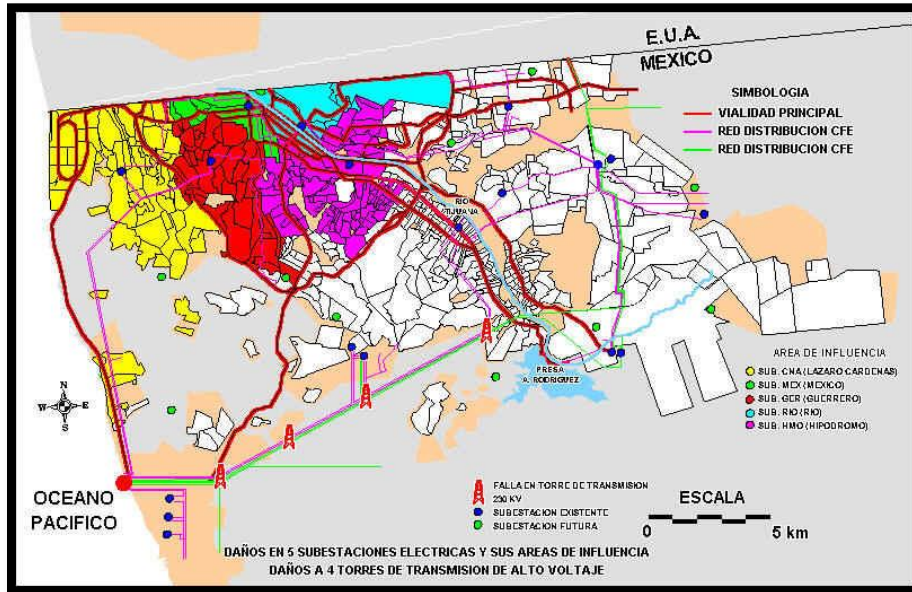 E.U.A.
MEXICO
SIMBOLOGIA
VIALIDAD PRINCIPAL
RED DISTRIBUCION CFE
RED DISTRIBUCION CFE
RIO
TIJUANA
PRESA
A. RODRIGUEZ
AREA DE INFLUENCIA
SUB. CNA (LAZARO CARDENAS)
SUB. MEX (MEXICO)
SUB. GER (GUERRERO)
SUB. RIO (RIO)
SUB. HMO (HIPODROMO)
N
W E
S
OCEANO
PACIFICO
FALLA EN TORRE DE TRANSMISION
230 KV
SUBESTACION EXISTENTE
SUBESTACION FUTURA
ESCALA
0 5 km
DAÑOS EN 5 SUBESTACIONES ELECTRICAS Y SUS AREAS DE INFLUENCIA
DAÑOS A 4 TORRES DE TRANSMISION DE ALTO VOLTAJE